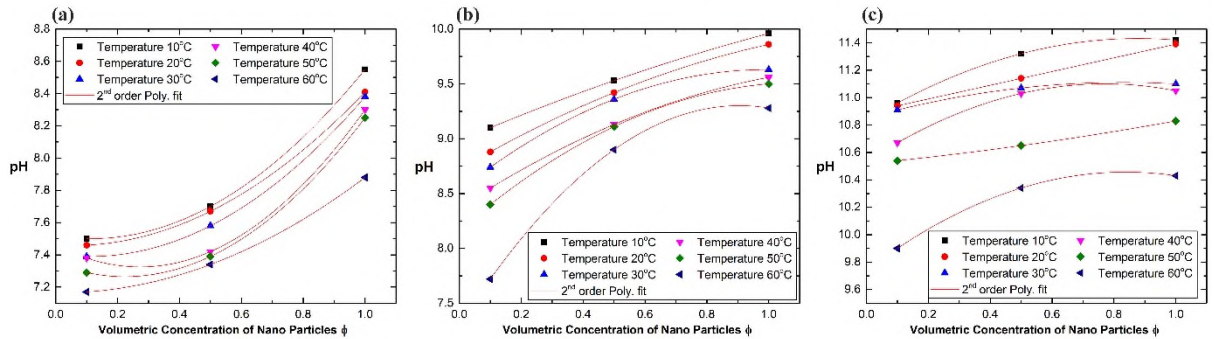 (a)
8.8
8.6
8.4
8.2
8.0
7.8
7.6
7.4
7.2
pH
Temperature 10°C Temperature 40°C
Temperature 20°C Temperature 50°C
Temperature 30°C Temperature 60°C
2nd order Poly. fit
0.0 0.2 0.4 0.6 0.8 1.0
Volumetric Concentration of Nano Particles ϕ
(b)
10.0
9.5
9.0
8.5
8.0
7.5
pH
Temperature 10°C Temperature 40°C
Temperature 20°C Temperature 50°C
Temperature 30°C Temperature 60°C
2nd order Poly. fit
0.0 0.2 0.4 0.6 0.8 1.0
Volumetric Concentration of Nano Particles ϕ
(c)
11.4
11.2
11.0
10.8
10.6
10.4
10.2
10.0
9.8
9.6
pH
Temperature 10°C Temperature 40°C
Temperature 20°C Temperature 50°C
Temperature 30°C Temperature 60°C
2nd order Poly. fit
0.0 0.2 0.4 0.6 0.8 1.0
Volumetric Concentration of Nano Particles ϕ